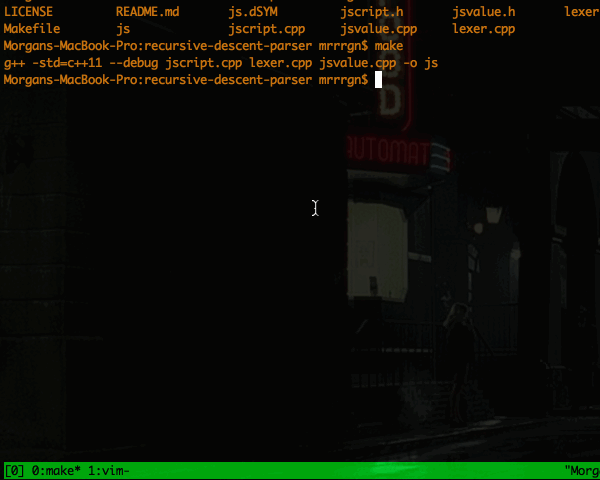 LICENSE README.md js.dSYM jscript.h jsvalue.h lexer
Makefile js jscript.cpp jsvalue.cpp lexer.cpp
Morgans-MacBook-Pro:recursive-descent-parser mrrrgn$ make
g++ -std=c++11 --debug jscript.cpp lexer.cpp jsvalue.cpp -o js
Morgans-MacBook-Pro:recursive-descent-parser mrrrgn$
AUTOMAT
[0] 0:make* 1:vim- "Morg